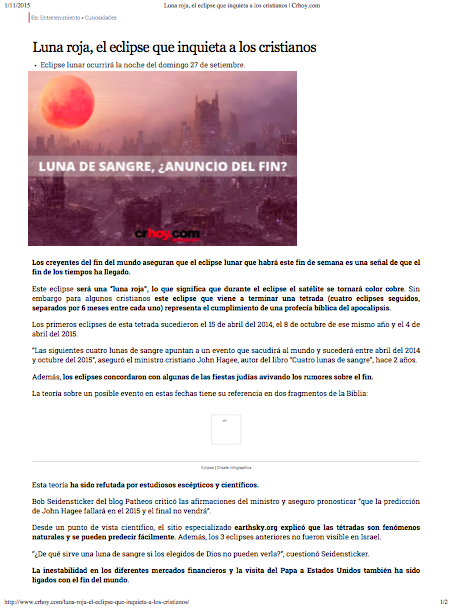 1/11/2015 Luna roja, el eclipse que inquieta a los cristianos | Crhoy.com
En: Entretenimiento • Curiosidades
Luna roja, el eclipse que inquieta a los cristianos
• Eclipse lunar ocurrirá la noche del domingo 27 de setiembre.
LUNA DE SANGRE, ¿ANUNCIO DEL FIN?
crhoy.com
Los creyentes del fin del mundo aseguran que el eclipse lunar que habrá este fin de semana es una señal de que el
fin de los tiempos ha llegado.
Este eclipse será una "luna roja", lo que significa que durante el eclipse el satélite se tornará color cobre. Sin
embargo para algunos cristianos este eclipse que viene a terminar una tetrada (cuatro eclipses seguidos,
separados por 6 meses entre cada uno) representa el cumplimiento de una profecía bíblica del apocalipsis.
Los primeros eclipses de esta tetrada sucedieron el 15 de abril del 2014, el 8 de octubre de ese mismo año y el 4 de
abril del 2015.
"Las siguientes cuatro lunas de sangre apuntan a un evento que sacudirá al mundo y sucederá entre abril del 2014
y octubre del 2015", aseguró el ministro cristiano John Hagee, autor del libro "Cuatro lunas de sangre", hace 2 años.
Además, los eclipses concordaron con algunas de las fiestas judías avivando los rumores sobre el fin.
La teoría sobre un posible evento en estas fechas tiene su referencia en dos fragmentos de la Biblia:
Eclipse | Create infographics
Esta teoría ha sido refutada por estudiosos escépticos y científicos.
Bob Seidensticker del blog Patheos criticó las afirmaciones del ministro y aseguro pronosticar "que la predicción
de John Hagee fallará en el 2015 y el final no vendrá".
Desde un punto de vista científico, el sitio especializado earthsky.org explicó que las tétradas son fenómenos
naturales y se pueden predecir fácilmente. Además, los 3 eclipses anteriores no fueron visible en Israel.
"¿De qué sirve una luna de sangre si los elegidos de Dios no pueden verla?", cuestionó Seidensticker.
La inestabilidad en los diferentes mercados financieros y la visita del Papa a Estados Unidos también ha sido
ligados con el fin del mundo.
http://www.crhoy.com/luna-roja-el-eclipse-que-inquieta-a-los-cristianos/ 1/2